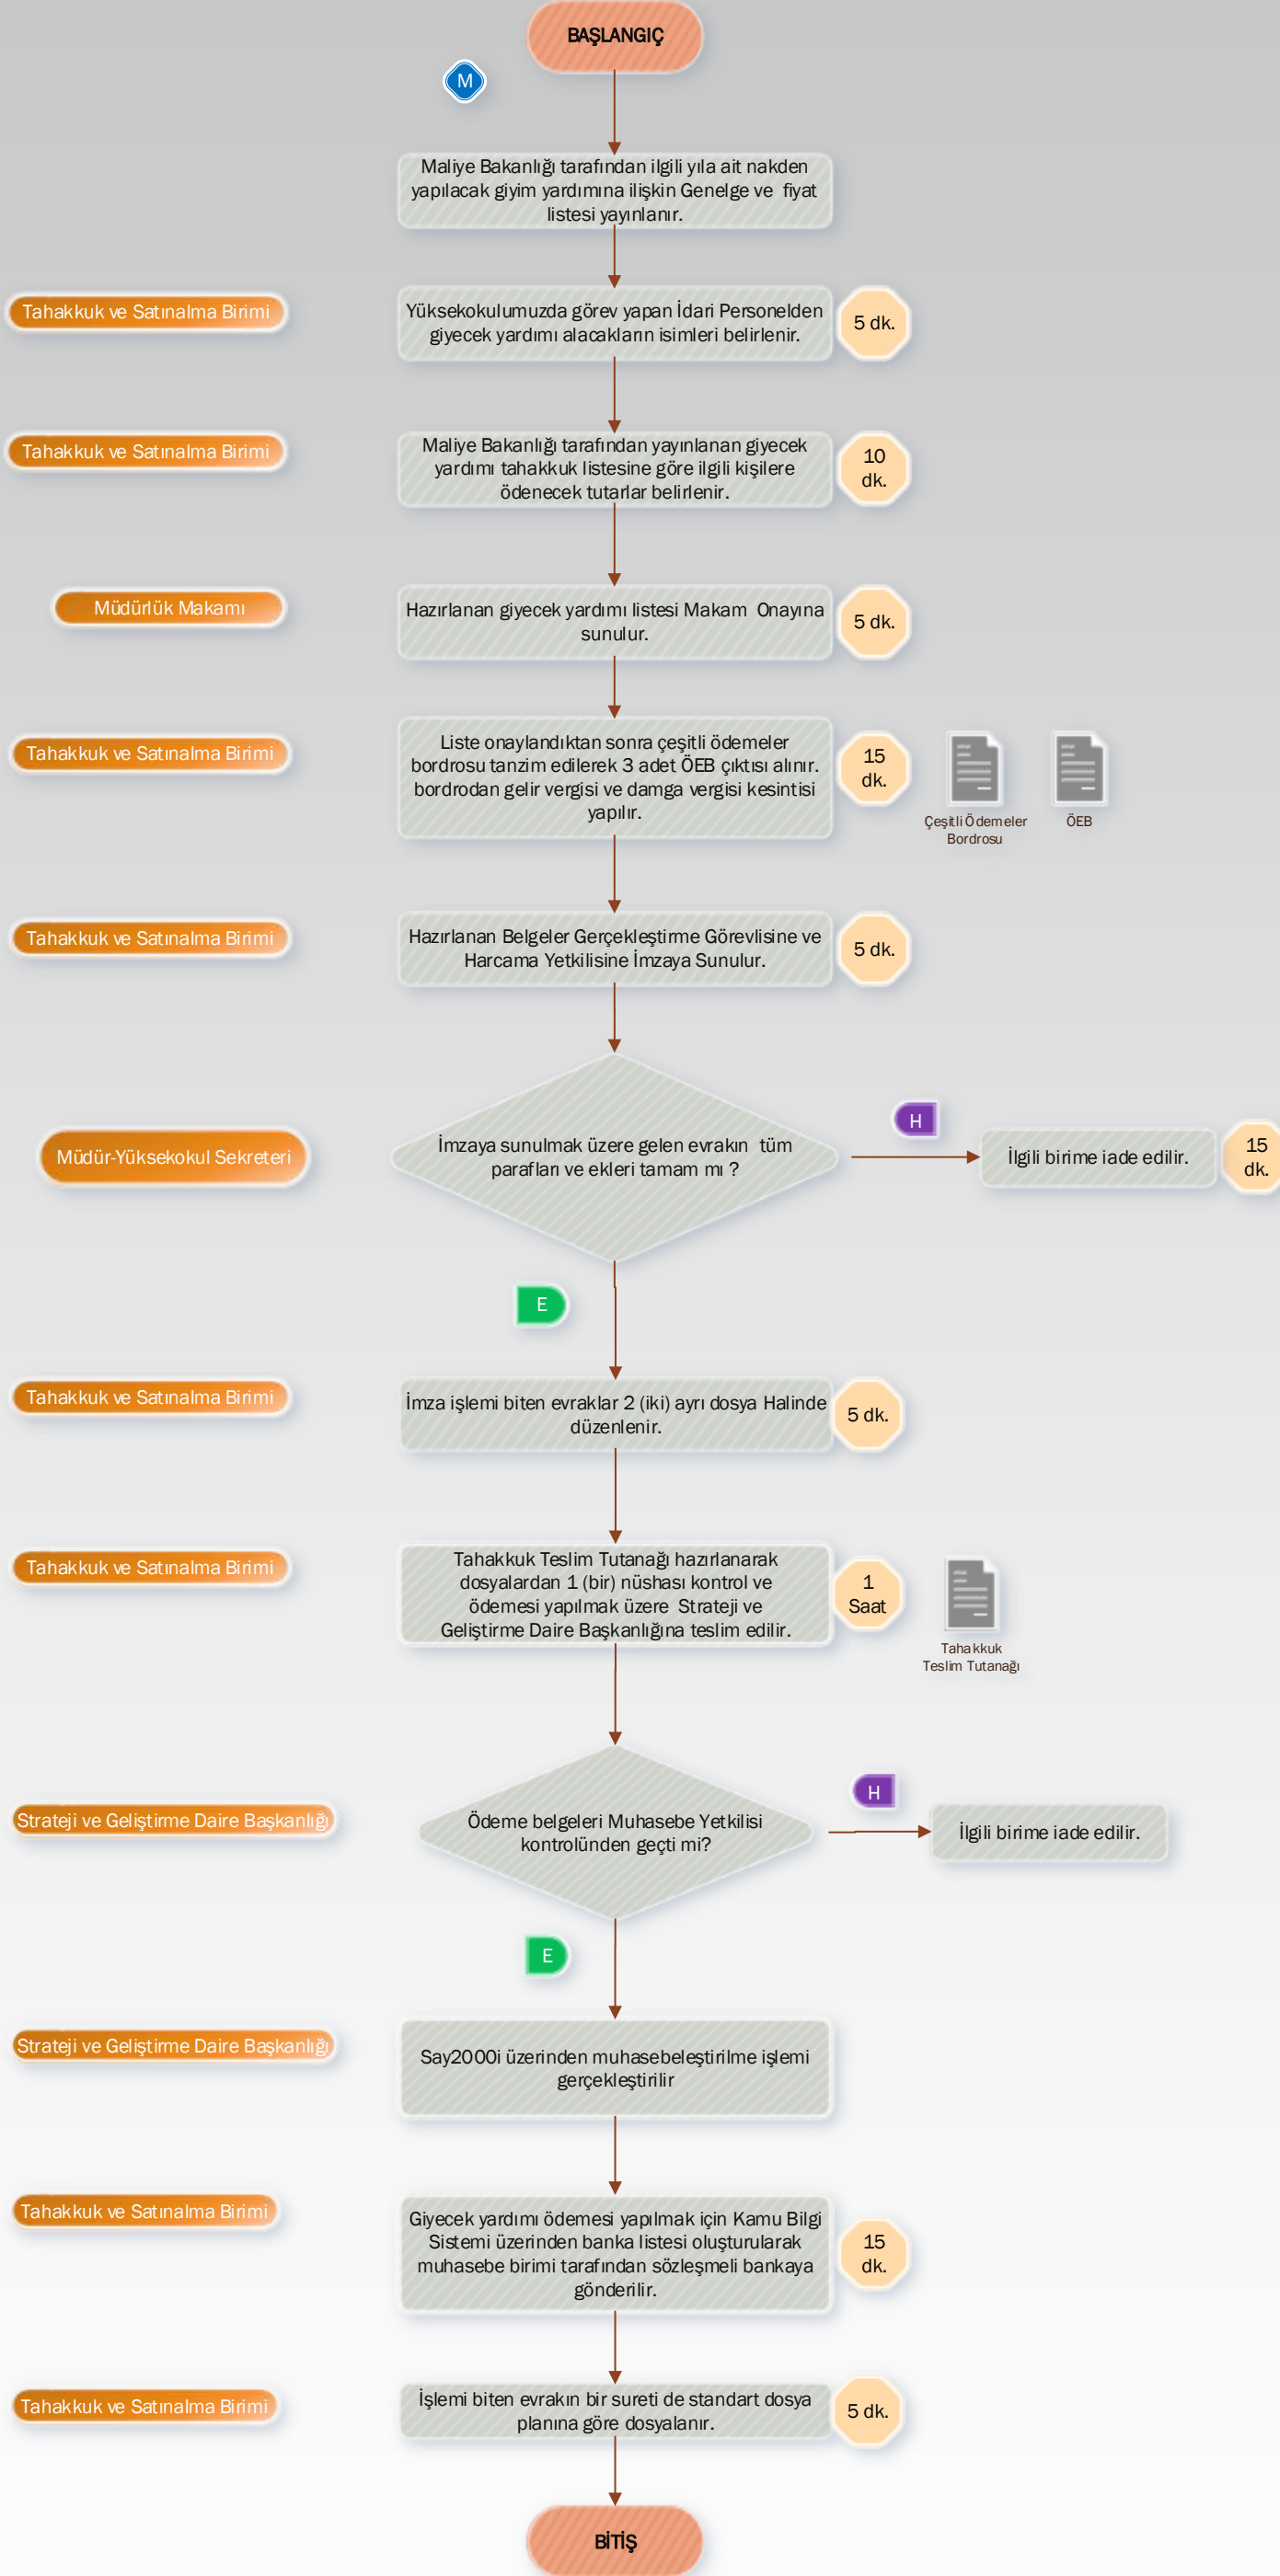 BAŞLANGIÇ
M
Maliye Bakanlığı tarafından ilgili yıla ait nakden
yapılacak giyim yardımına ilişkin Genelge ve fiyat
listesi yayınlanır.
Tahakkuk ve Satınalma Birimi
Yüksekokulumuzda görev yapan İdari Personelden
giyecek yardımı alacakların isimleri belirlenir.
5 dk.
Tahakkuk ve Satınalma Birimi
Maliye Bakanlığı tarafından yayınlanan giyecek
yardımı tahakkuk listesine göre ilgili kişilere
ödenecek tutarlar belirlenir.
10
dk.
Müdürlük Makamı
Hazırlanan giyecek yardımı listesi Makam Onayına
sunulur.
5 dk.
Tahakkuk ve Satınalma Birimi
Liste onaylandıktan sonra çeşitli ödemeler
bordrosu tanzim edilerek 3 adet ÖEB çıktısı alınır.
bordrodan gelir vergisi ve damga vergisi kesintisi
yapılır.
15
dk.
Çeşitli Ödemeler
Bordrosu
ÖEB
Tahakkuk ve Satınalma Birimi
Hazırlanan Belgeler Gerçekleştirme Görevlisine ve
Harcama Yetkilisine İmzaya Sunulur.
5 dk.
Müdür-Yüksekokul Sekreteri
İmzaya sunulmak üzere gelen evrakın tüm
parafları ve ekleri tamam mı ?
H
İlgili birime iade edilir.
15
dk.
E
Tahakkuk ve Satınalma Birimi
İmza işlemi biten evraklar 2 (iki) ayrı dosya Halinde
düzenlenir.
5 dk.
Tahakkuk ve Satınalma Birimi
Tahakkuk Teslim Tutanağı hazırlanarak
dosyalardan 1 (bir) nüshası kontrol ve
ödemesi yapılmak üzere Strateji ve
Geliştirme Daire Başkanlığına teslim edilir.
1
Saat
Tahakkuk
Teslim Tutanağı
Strateji ve Geliştirme Daire Başkanlığı
Ödeme belgeleri Muhasebe Yetkilisi
kontrolünden geçti mi?
H
İlgili birime iade edilir.
E
Strateji ve Geliştirme Daire Başkanlığı
Say2000i üzerinden muhasebeleştirilme işlemi
gerçekleştirilir
Tahakkuk ve Satınalma Birimi
Giyecek yardımı ödemesi yapılmak için Kamu Bilgi
Sistemi üzerinden banka listesi oluşturularak
muhasebe birimi tarafından sözleşmeli bankaya
gönderilir.
15
dk.
Tahakkuk ve Satınalma Birimi
İşlemi biten evrakın bir sureti de standart dosya
planına göre dosyalanır.
5 dk.
BİTİŞ